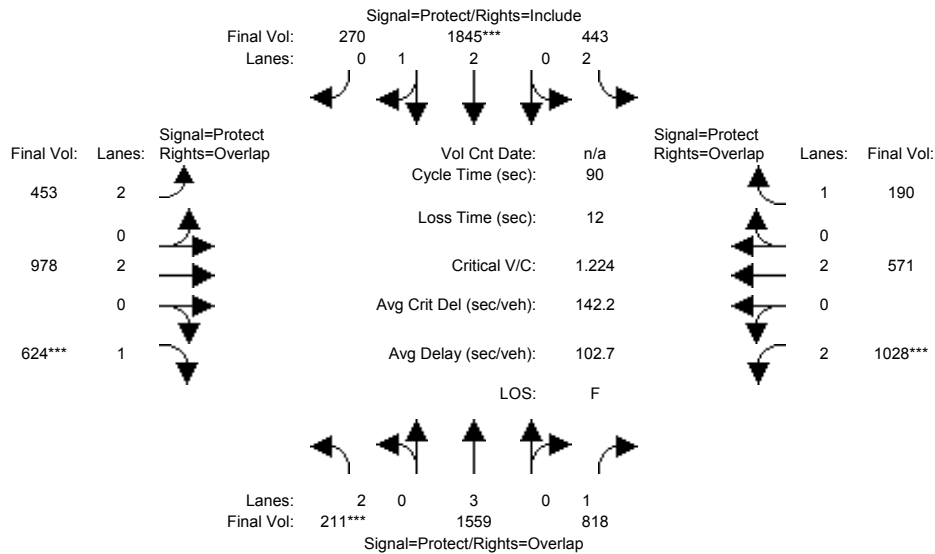 Signal=Protect/Rights=Include
Final Vol: 270 1845*** 443
Lanes: 0 1 2 0 2
Signal=Protect Signal=Protect
Final Vol: Lanes: Rights=Overlap Vol Cnt Date: n/a Rights=Overlap Lanes: Final Vol:
Cycle Time (sec): 90
453 2 1 190
Loss Time (sec): 12
0 0
978 2 Critical V/C: 1.224 2 571
0 Avg Crit Del (sec/veh): 142.2 0
624*** 1 Avg Delay (sec/veh): 102.7 2 1028***
LOS: F
Lanes: 2 0 3 0 1
Final Vol: 211*** 1559 818
Signal=Protect/Rights=Overlap